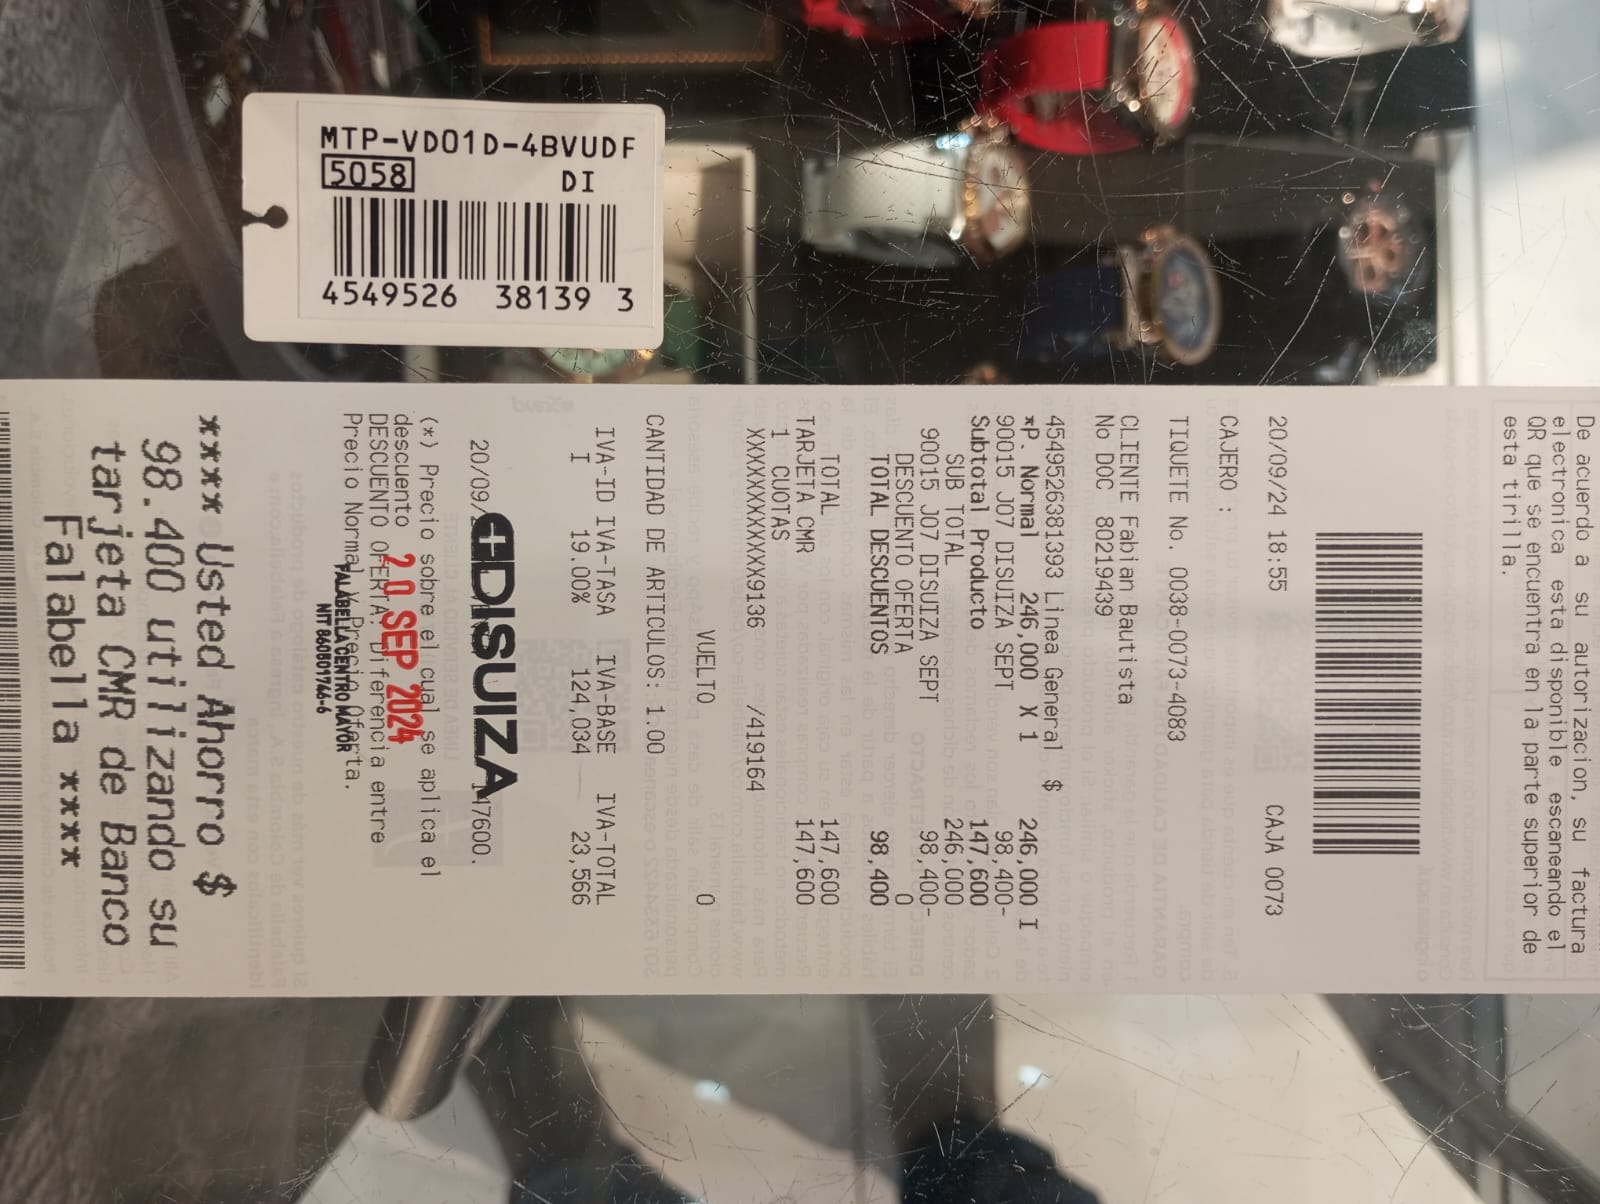 MTP-VD01D-4BVUDF
5058 DI
4549526 38139 3
De acuerdo a su autorizacion, su factura
electronica esta disponible escaneando el
QR que se encuentra en la parte superior de
esta tirilla.
20/09/24 18:55 CAJA 0073
CAJERO :
TIQUETE No. 0038-0073-4083
CLIENTE Fabian Bautista
No DOC 80219439
4549526381393 Linea General $
*P. Normal 246,000 X 1 246,000 I
90015 J07 DISUIZA SEPT 98,400-
Subtotal Producto 147,600
SUB TOTAL 246,000
90015 J07 DISUIZA SEPT 98,400-
DESCUENTO OFERTA 0
TOTAL DESCUENTOS 98,400
TOTAL 147,600
TARJETA CMR 147,600
1 CUOTAS
XXXXXXXXXXXX9136 /419164
VUELTO 0
CANTIDAD DE ARTICULOS: 1.00
IVA-ID IVA-TASA IVA-BASE IVA-TOTAL
I 19.00% 124,034 23,566
DISUIZA
20/09/ 47600.
(*) Precio sobre el cual se aplica el
descuento
20 SEP 2024
DESCUENTO OFERTA: Diferencia entre
Precio Normal y Precio Oferta.
FALABELLA CENTRO MAYOR
NIT 860801746-6
**** Usted Ahorro $
98.400 utilizando su
tarjeta CMR de Banco
Falabella ****